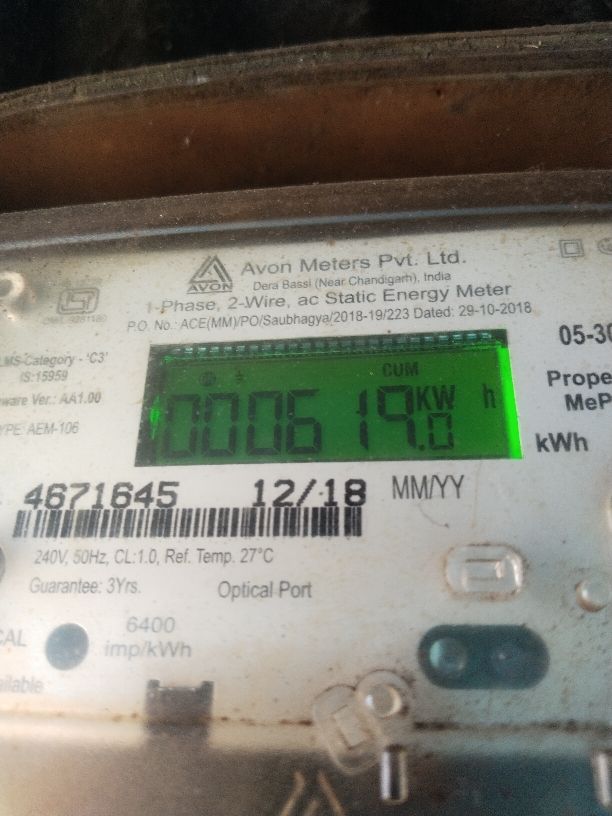 AVON
Avon Meters Pvt. Ltd.
Dera Bassi (Near Chandigarh), India
1-Phase, 2-Wire, ac Static Energy Meter
P.O. No.: ACE(MM)/PO/Saubhagya/2018-19/223 Dated: 29-10-2018
LMS-Category - 'C3'
IS:15959
ware Ver.: AA1.00
YPE: AEM-106
CUM
000619.0 KW h
05-30
Prope
MeP
kWh
4671645 12/18 MM/YY
240V, 50Hz, CL:1.0, Ref. Temp. 27°C
Guarantee: 3Yrs. Optical Port
CAL 6400
imp/kWh
ailable